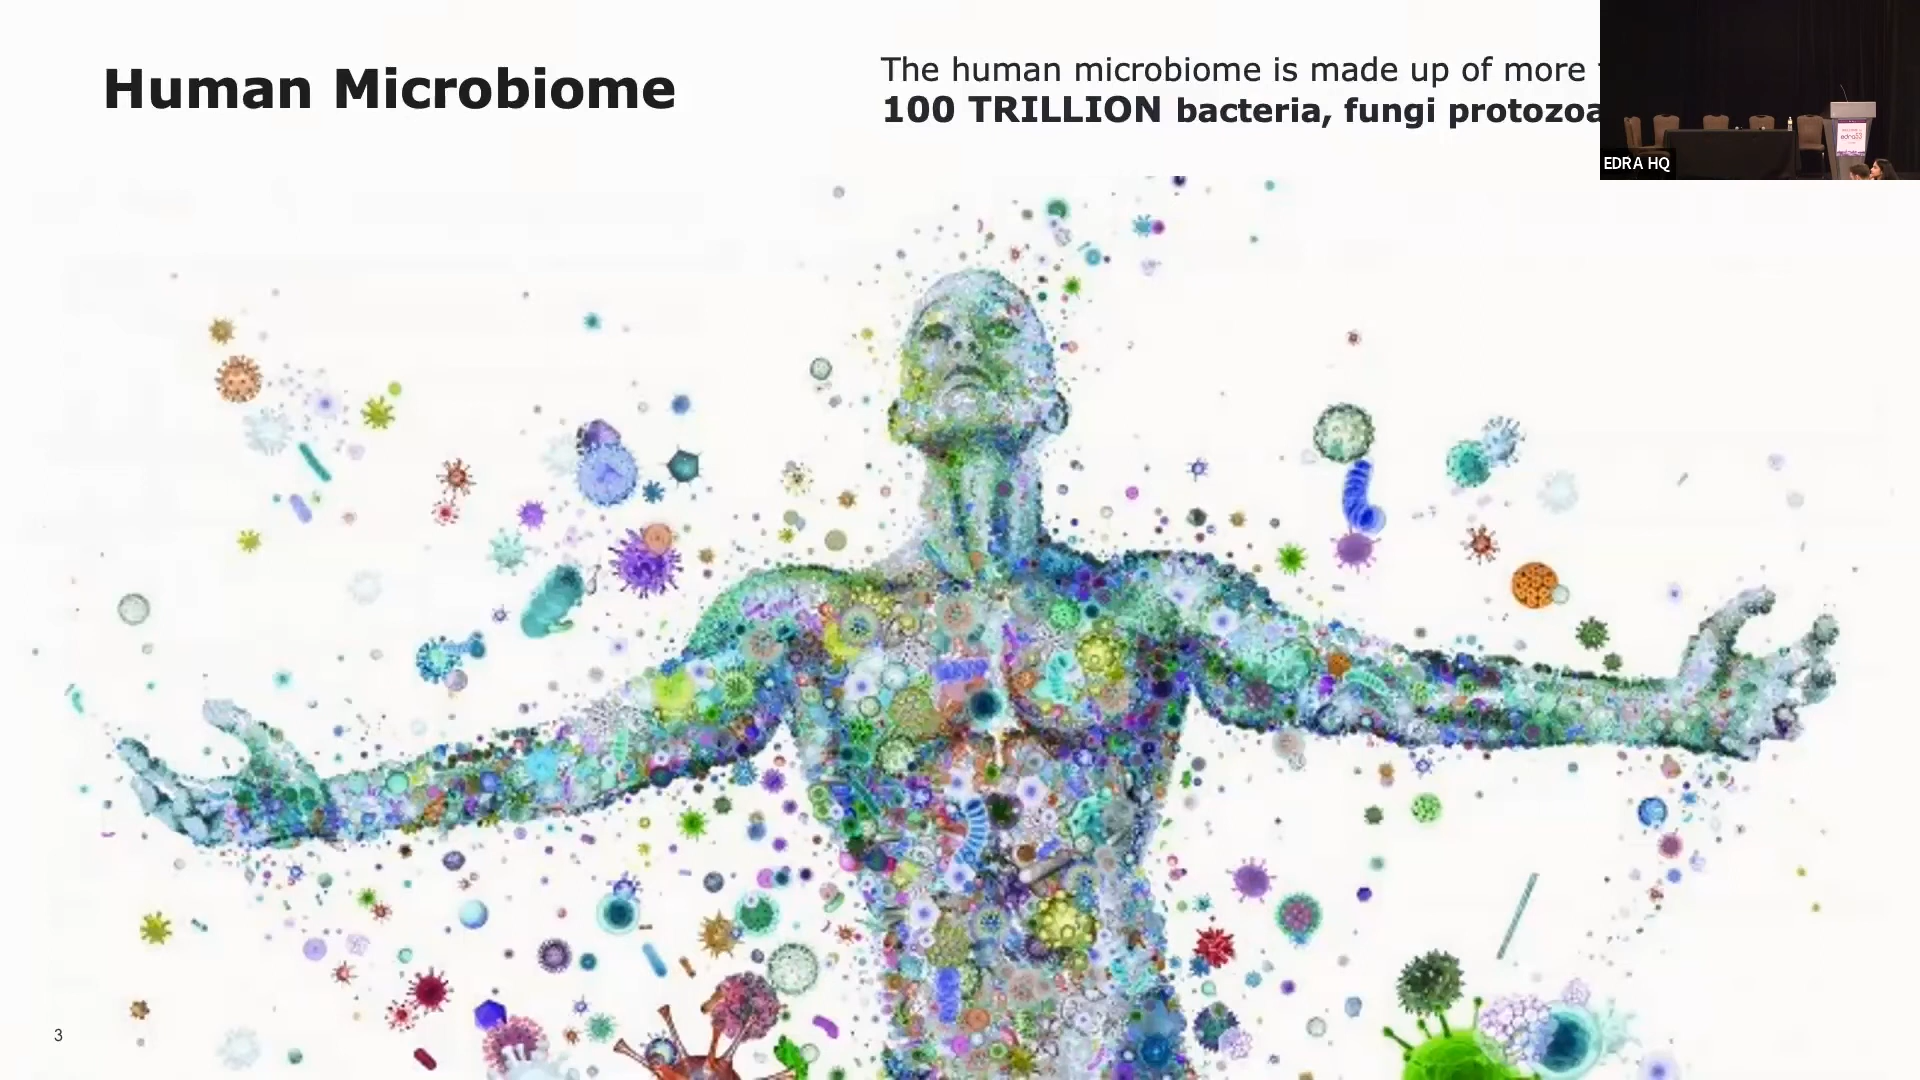 Human Microbiome
The human microbiome is made up of more
100 TRILLION bacteria, fungi protozoa
EDRA HQ
3